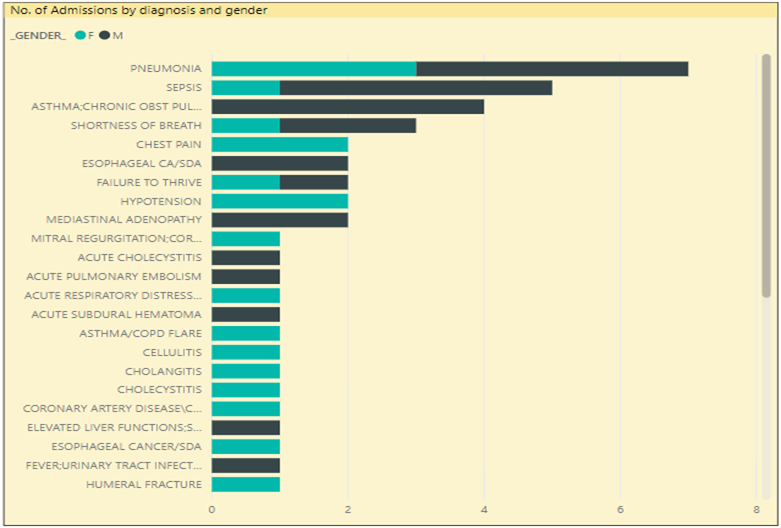 No. of Admissions by diagnosis and gender
_GENDER_ F M
PNEUMONIA
SEPSIS
ASTHMA;CHRONIC OBST PUL...
SHORTNESS OF BREATH
CHEST PAIN
ESOPHAGEAL CA/SDA
FAILURE TO THRIVE
HYPOTENSION
MEDIASTINAL ADENOPATHY
MITRAL REGURGITATION;COR...
ACUTE CHOLECYSTITIS
ACUTE PULMONARY EMBOLISM
ACUTE RESPIRATORY DISTRESS...
ACUTE SUBDURAL HEMATOMA
ASTHMA/COPD FLARE
CELLULITIS
CHOLANGITIS
CHOLECYSTITIS
CORONARY ARTERY DISEASE\C...
ELEVATED LIVER FUNCTIONS;S...
ESOPHAGEAL CANCER/SDA
FEVER;URINARY TRACT INFECT...
HUMERAL FRACTURE
0 2 4 6 8